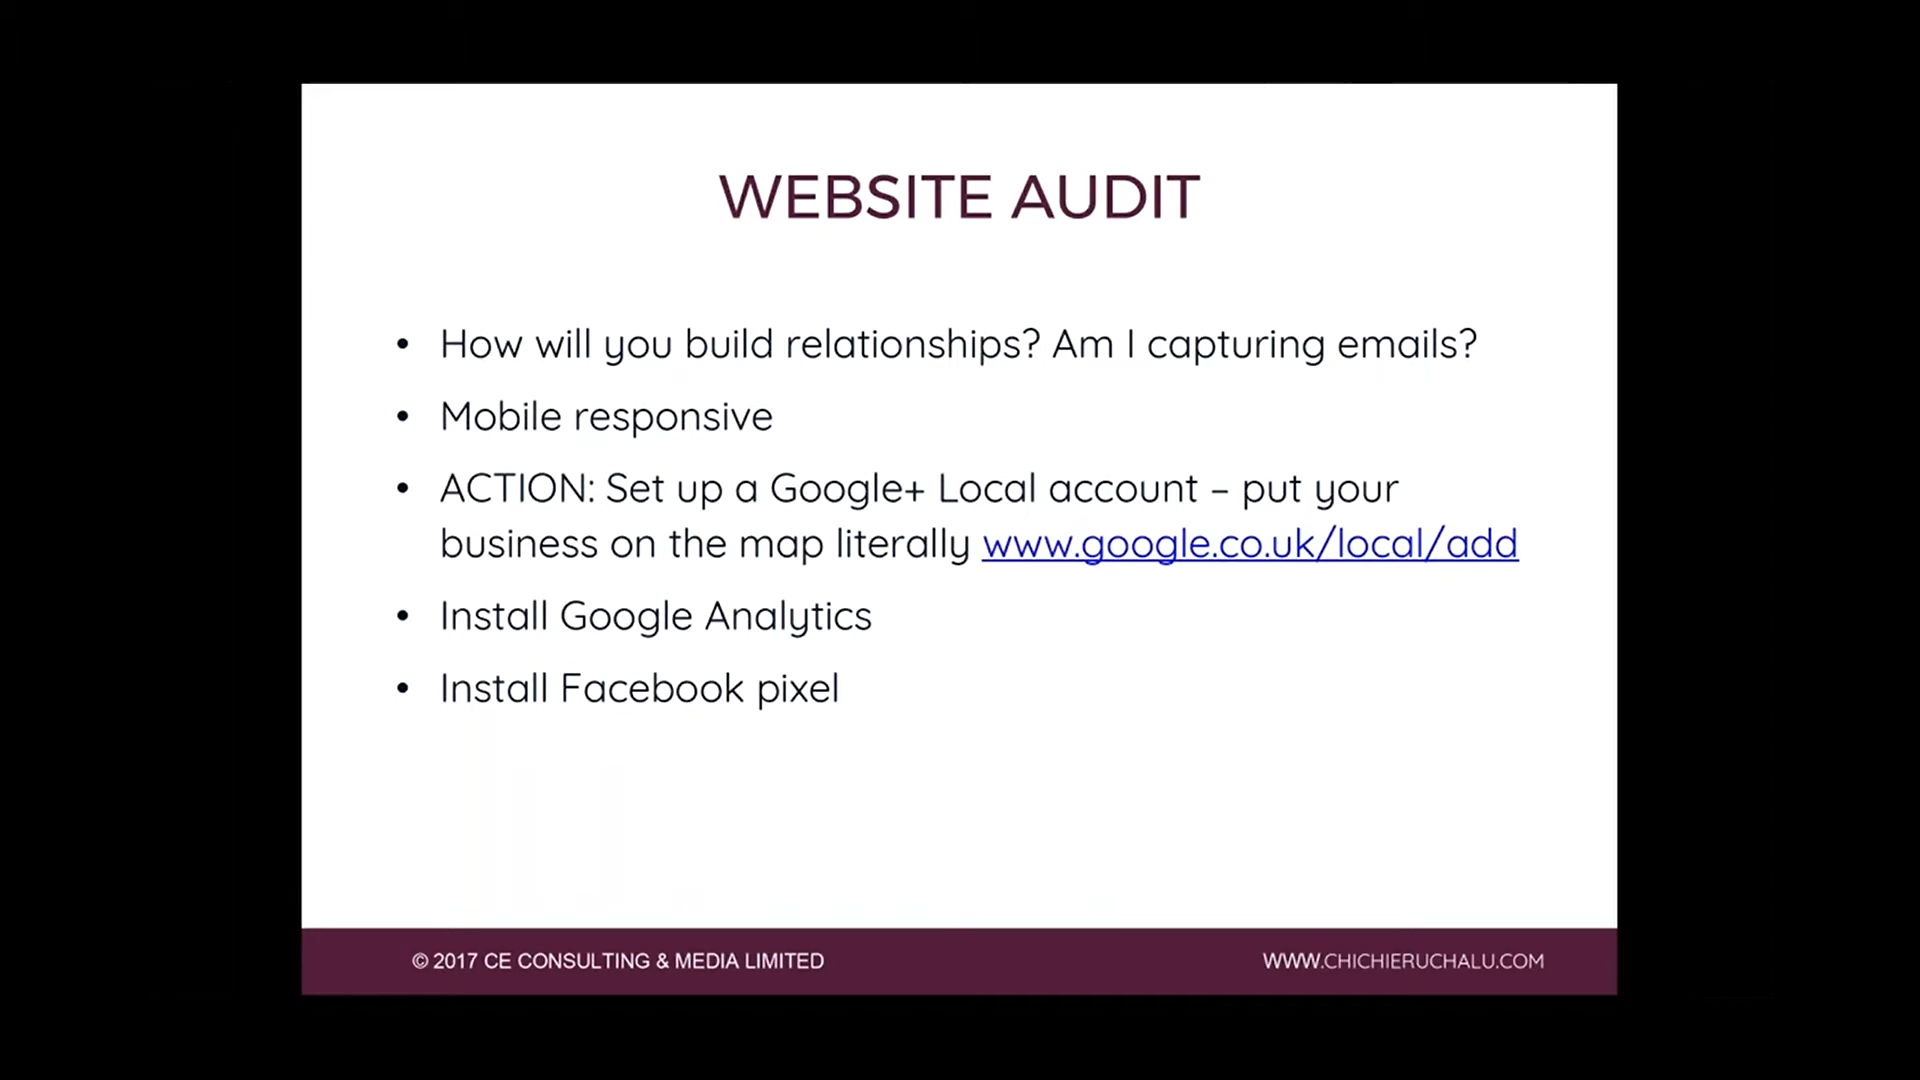 WEBSITE AUDIT
• How will you build relationships? Am I capturing emails?
• Mobile responsive
• ACTION: Set up a Google+ Local account – put your
business on the map literally www.google.co.uk/local/add
• Install Google Analytics
• Install Facebook pixel
© 2017 CE CONSULTING & MEDIA LIMITED
WWW.CHICHIERUCHALU.COM